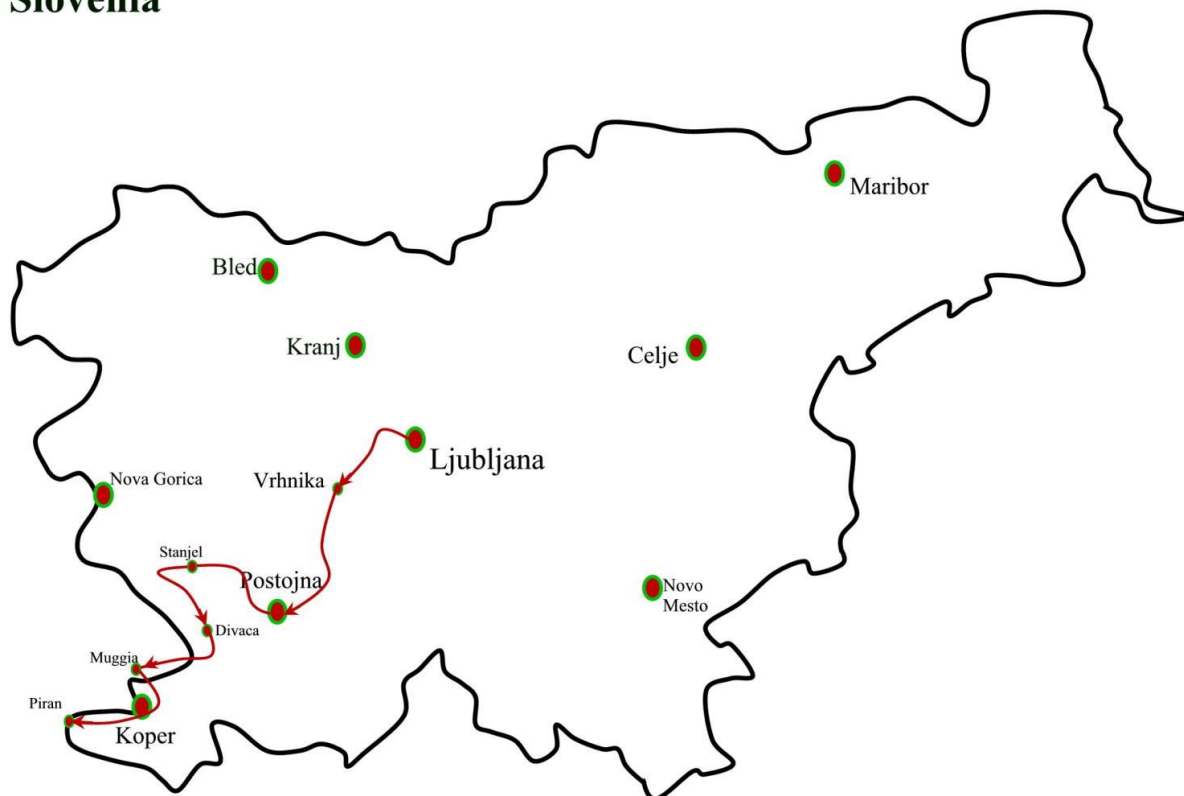 Slovenia
Maribor
Bled
Kranj
Celje
Ljubljana
Nova Gorica
Vrhnika
Stanjel
Postojna
Novo
Mesto
Divaca
Muggia
Piran
Koper